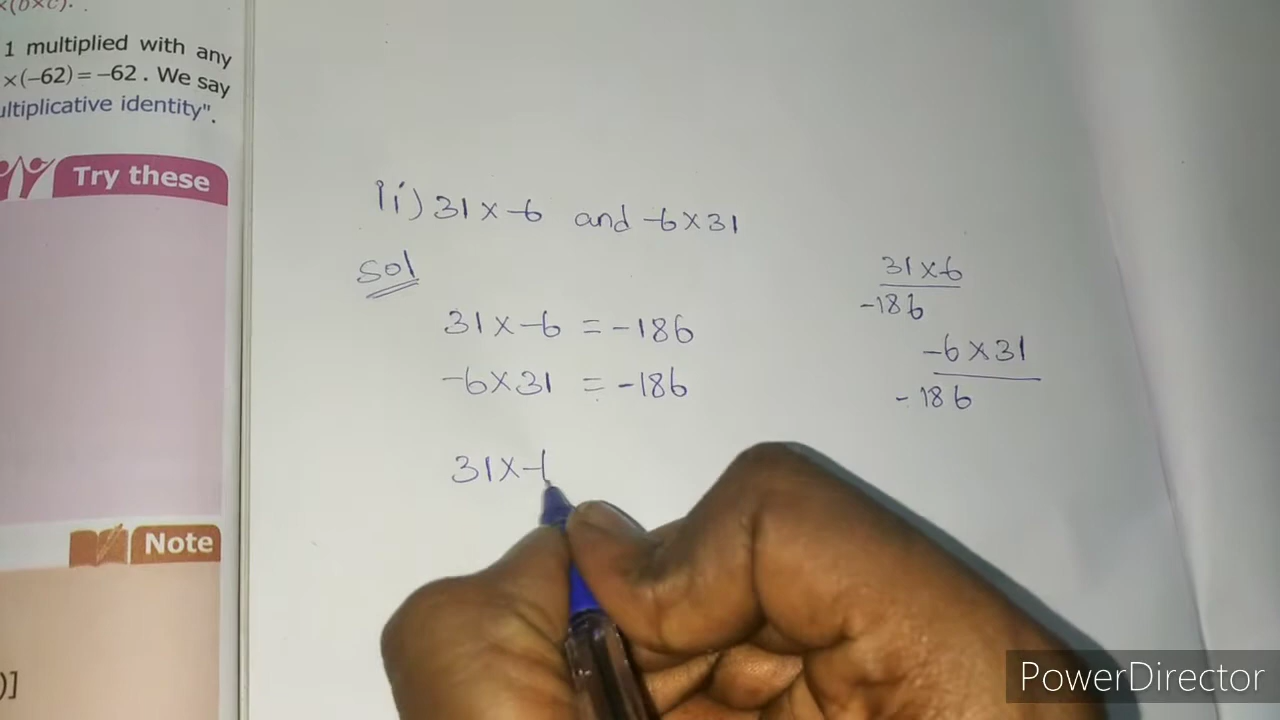 ×(b×c).
1 multiplied with any
×(−62) = −62 . We say
ultiplicative identity".
Try these
Note
)]
ii) 31 × -6 and -6 × 31
Sol
31 × -6 = -186
-6 × 31 = -186
31 × -6
31 × 6
-186
-6 × 31
-186
PowerDirector